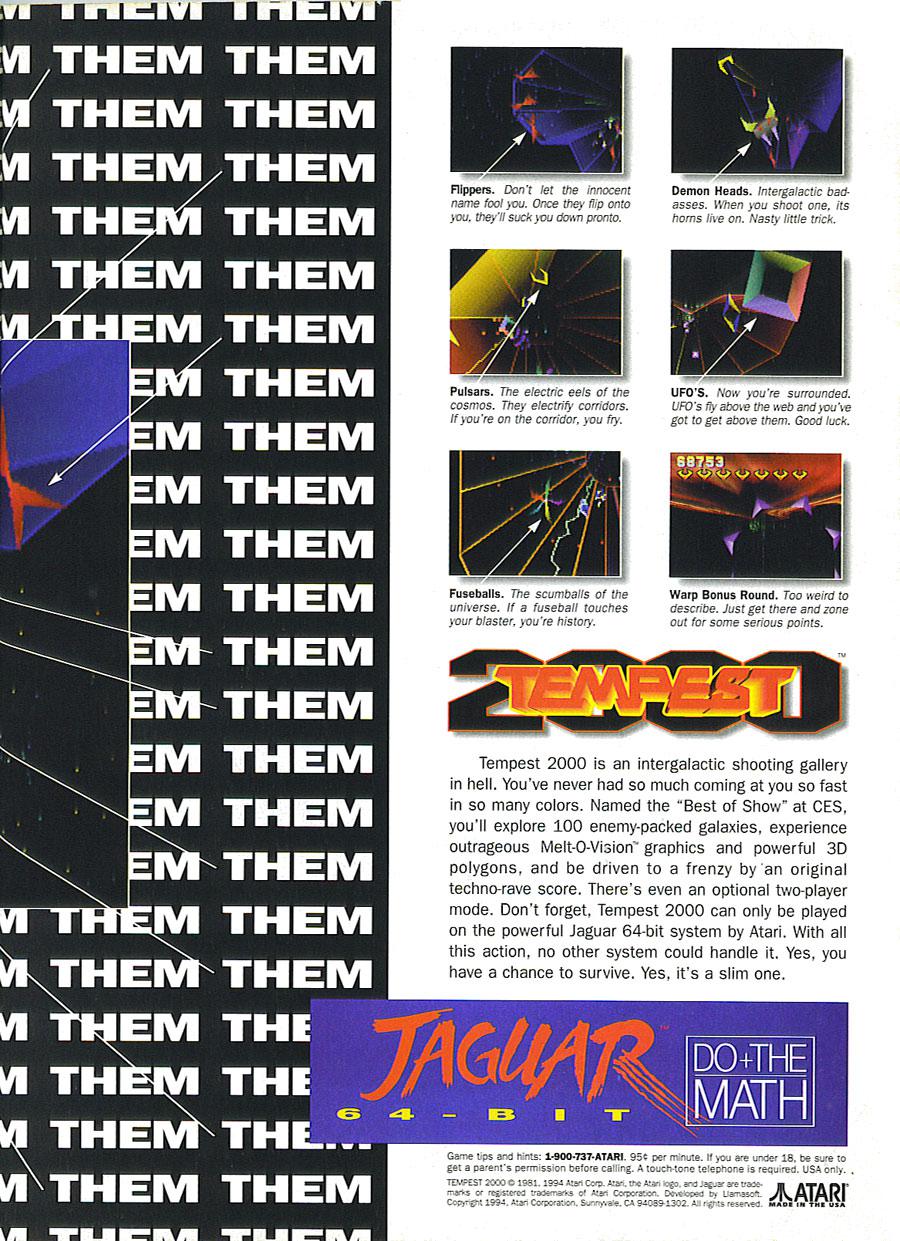 M THEM THEM
M THEM THEM
M THEM THEM
M THEM THEM
M THEM THEM
M THEM THEM
M THEM THEM
EM THEM
EM THEM
EM THEM
EM THEM
EM THEM
EM THEM
EM THEM
EM THEM
EM THEM
EM THEM
M THEM THEM
M THEM THEM
M THEM THE
M THEM THE
M THEM THEM
M THEM THEM
M THEM THEM
Flippers. Don't let the innocent
name fool you. Once they flip onto
you, they'll suck you down pronto.
Demon Heads. Intergalactic bad-
asses. When you shoot one, its
horns live on. Nasty little trick.
Pulsars. The electric eels of the
cosmos. They electrify corridors.
If you're on the corridor, you fry.
UFO'S. Now you're surrounded.
UFO's fly above the web and you've
got to get above them. Good luck.
68753
Fuseballs. The scumballs of the
universe. If a fuseball touches
your blaster, you're history.
Warp Bonus Round. Too weird to
describe. Just get there and zone
out for some serious points.
TEMPEST 2000™
Tempest 2000 is an intergalactic shooting gallery
in hell. You've never had so much coming at you so fast
in so many colors. Named the “Best of Show” at CES,
you'll explore 100 enemy-packed galaxies, experience
outrageous Melt-O-Vision™ graphics and powerful 3D
polygons, and be driven to a frenzy by an original
techno-rave score. There's even an optional two-player
mode. Don't forget, Tempest 2000 can only be played
on the powerful Jaguar 64-bit system by Atari. With all
this action, no other system could handle it. Yes, you
have a chance to survive. Yes, it's a slim one.
JAGUAR™
64-BIT
DO+THE
MATH
Game tips and hints: 1-900-737-ATARI. 95¢ per minute. If you are under 18, be sure to
get a parent's permission before calling. A touch-tone telephone is required. USA only.
TEMPEST 2000 © 1981, 1994 Atari Corp. Atari, the Atari logo, and Jaguar are trade-
marks or registered trademarks of Atari Corporation. Developed by Llamasoft.
Copyright 1994, Atari Corporation, Sunnyvale, CA 94089-1302. All rights reserved.
ATARI®
MADE IN THE USA